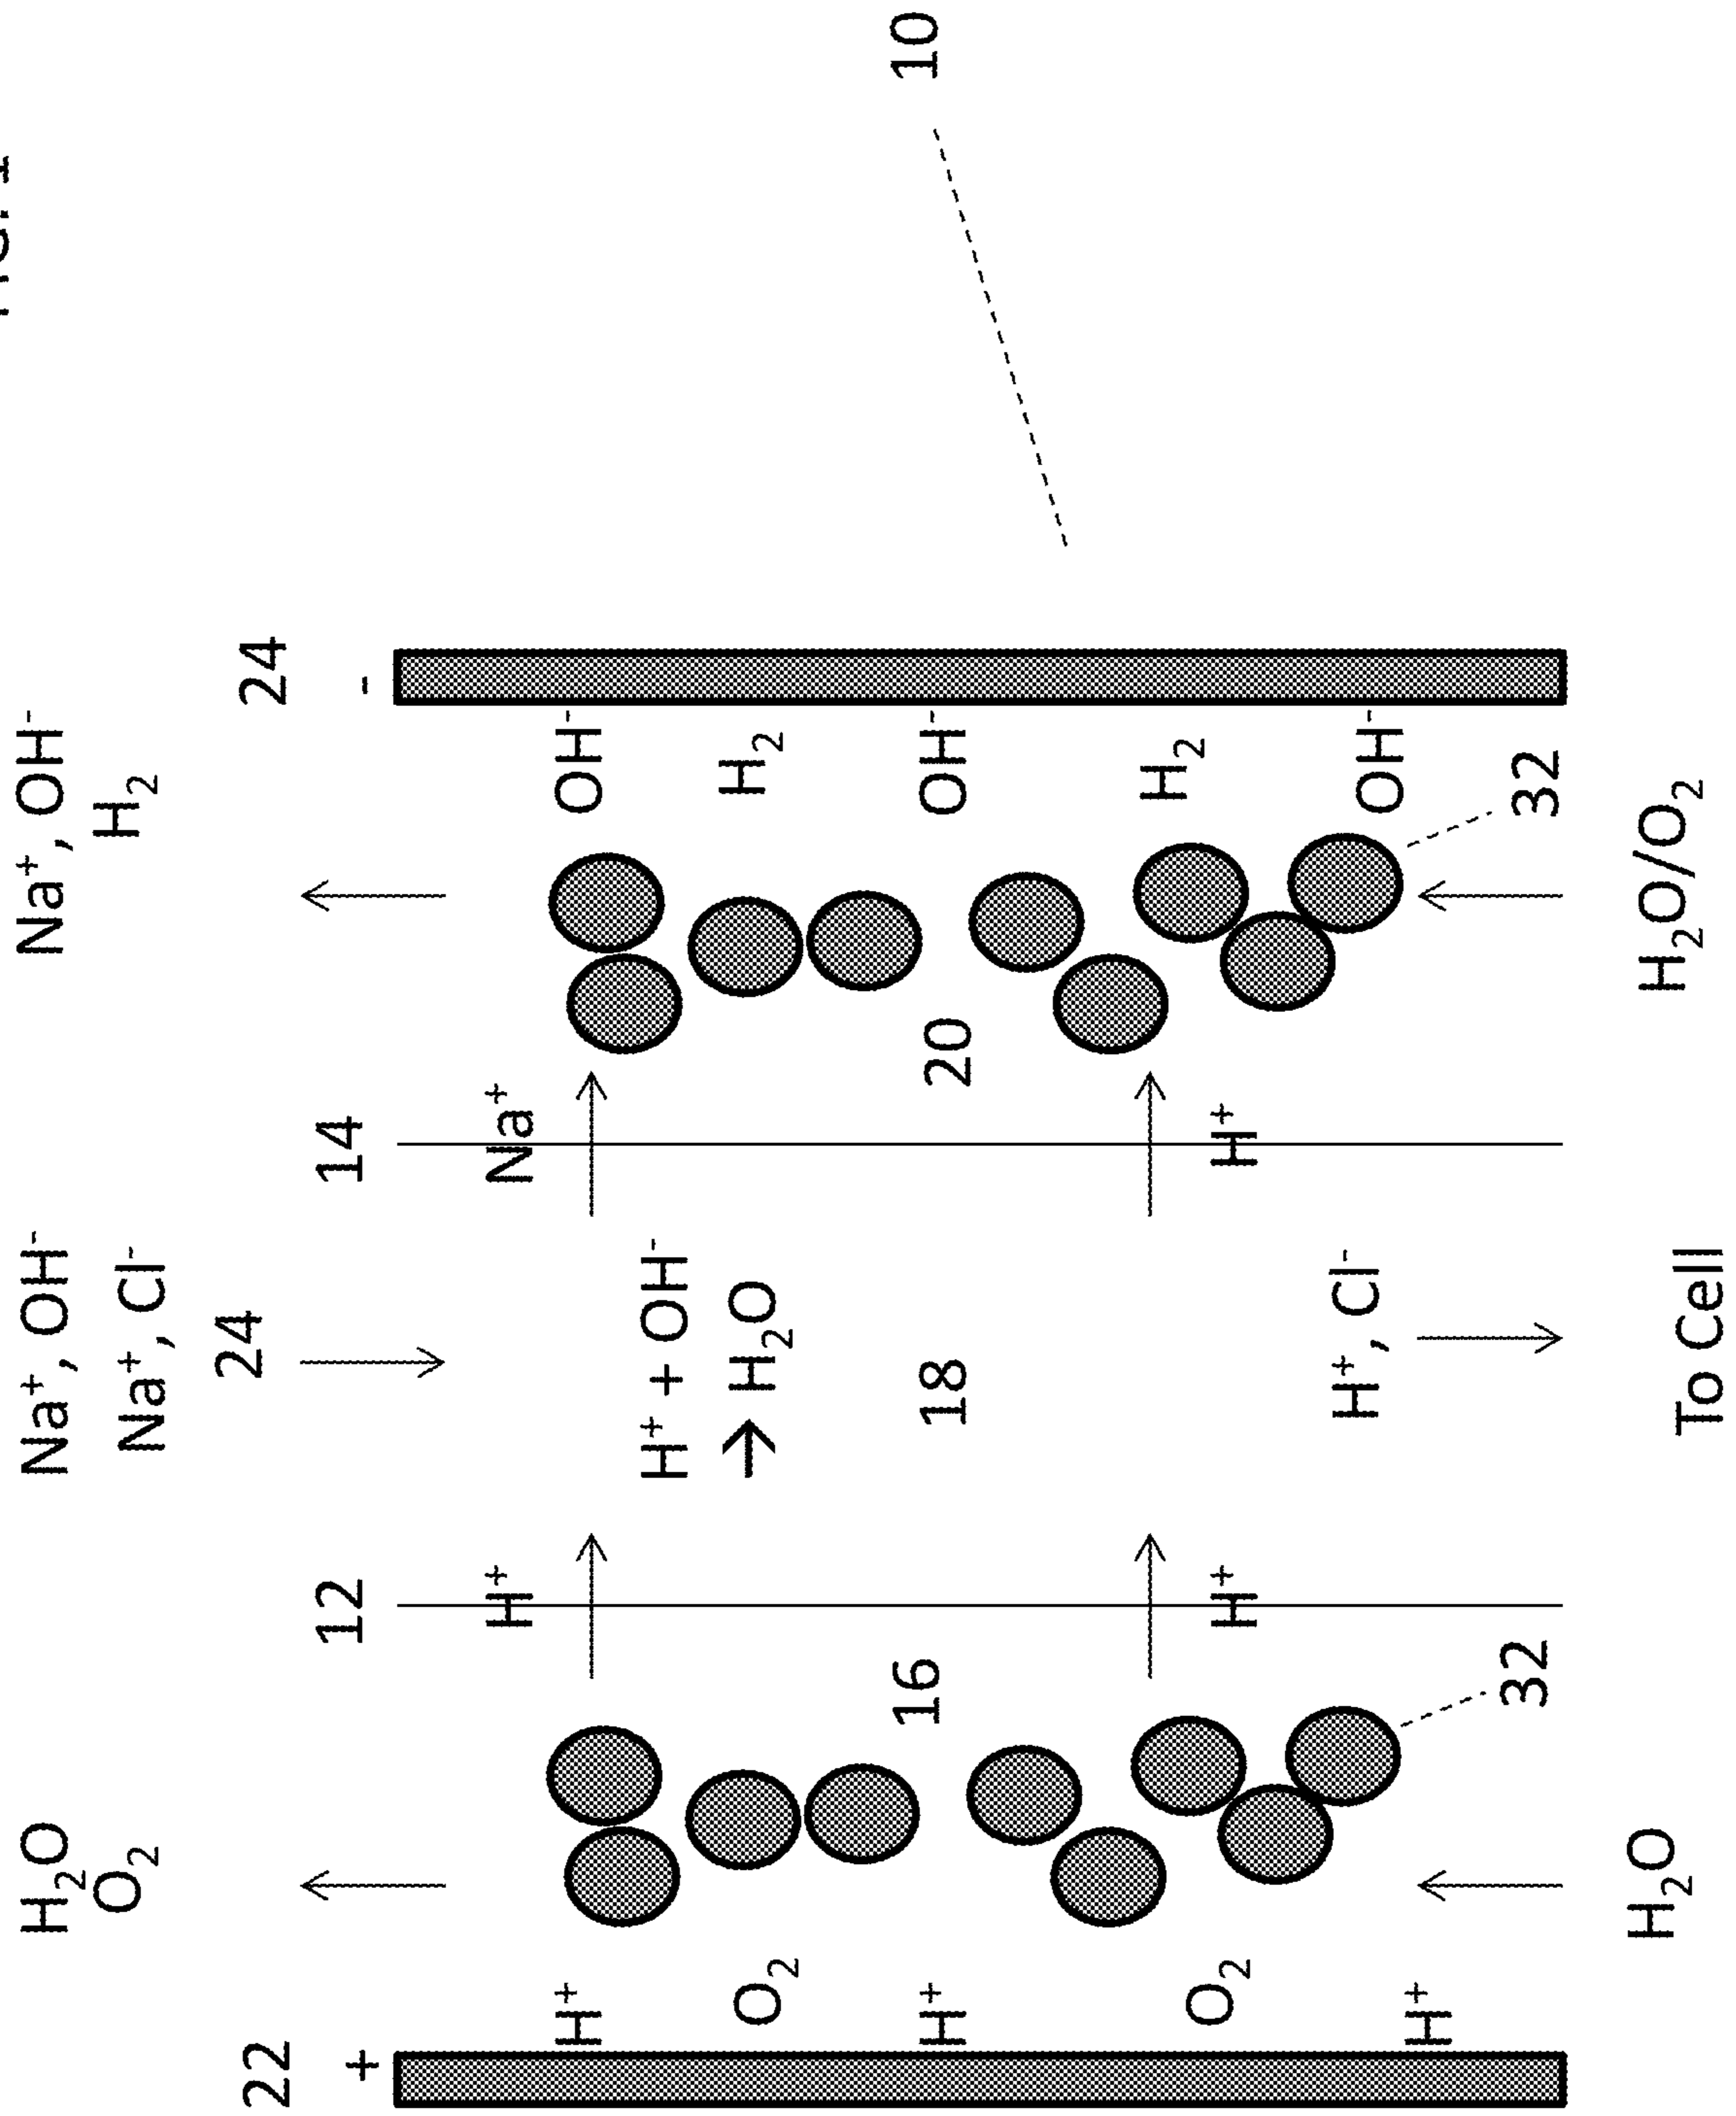 H₂O Na⁺, OH⁻ Na⁺, OH⁻
O₂ Na⁺, Cl⁻ H₂
22 24 24
+ 12 14 -
H⁺ Na⁺
H⁺ OH⁻
H⁺ + OH⁻
O₂ → H₂O H₂
H⁺ 16 18 20 OH⁻ 10
O₂ H₂
H⁺ H⁺
H⁺ H⁺, Cl⁻ OH⁻
32 32
H₂O To Cell H₂O/O₂